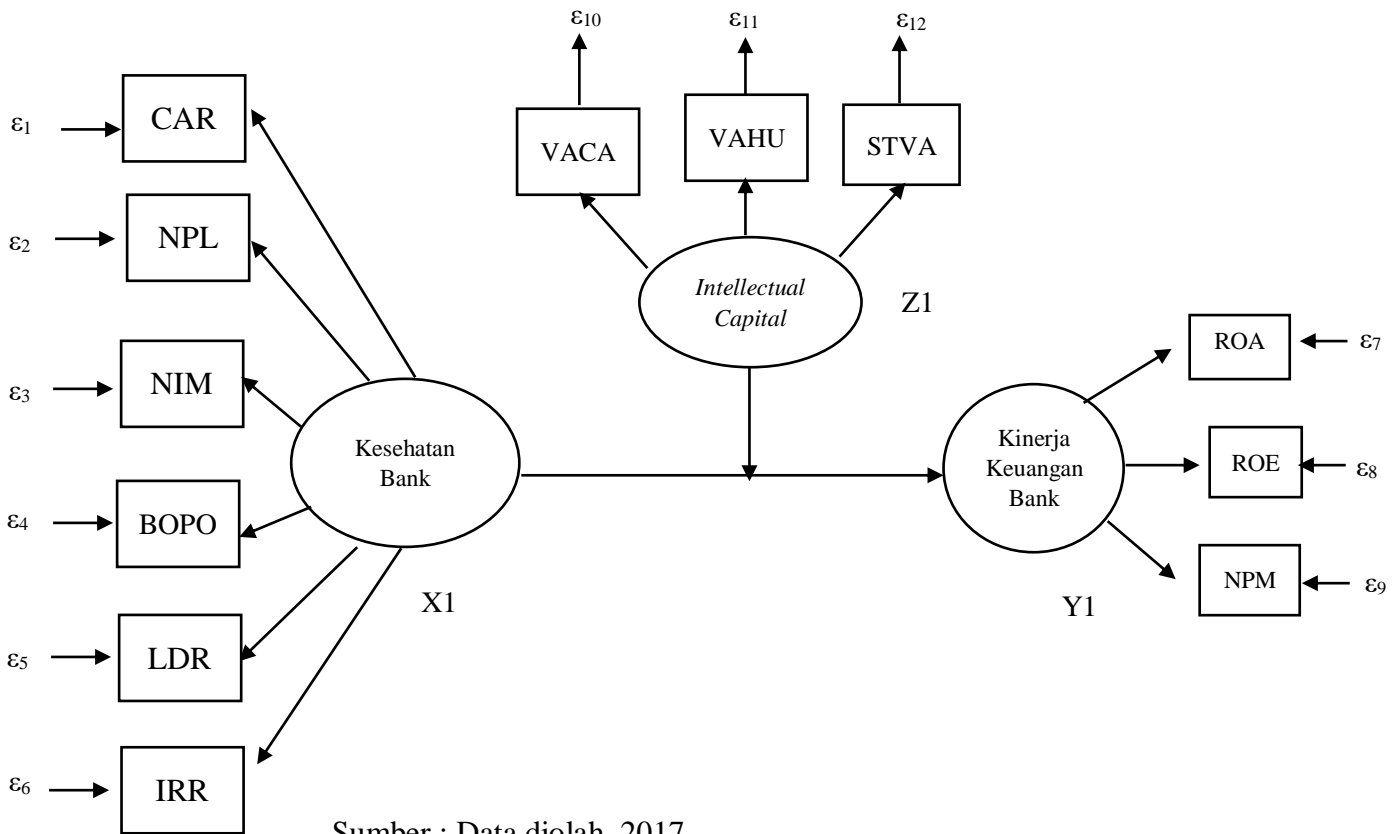 ε10
ε11
ε12
ε1
CAR
VACA
VAHU
STVA
ε2
NPL
Intellectual
Capital
Z1
ε3
NIM
ROA
ε7
Kesehatan
Bank
Kinerja
Keuangan
Bank
ROE
ε8
ε4
BOPO
X1
Y1
NPM
ε9
ε5
LDR
ε6
IRR
Sumber : Data diolah, 2017